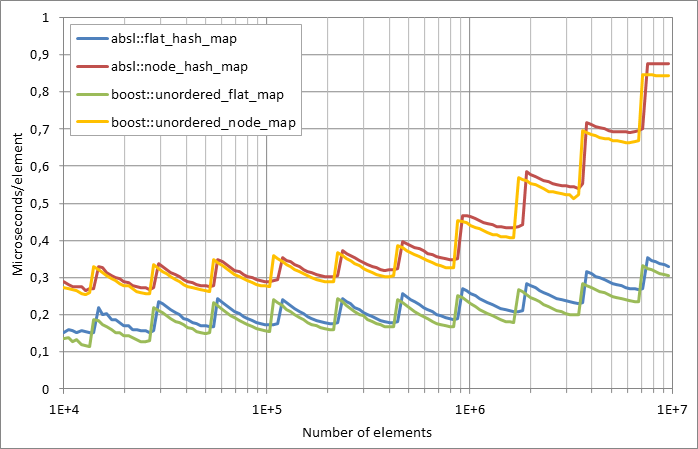 1
0,9
0,8
0,7
0,6
0,5
0,4
0,3
0,2
0,1
0
Microseconds/element
absl::flat_hash_map
absl::node_hash_map
boost::unordered_flat_map
boost::unordered_node_map
1E+4 1E+5 1E+6 1E+7
Number of elements